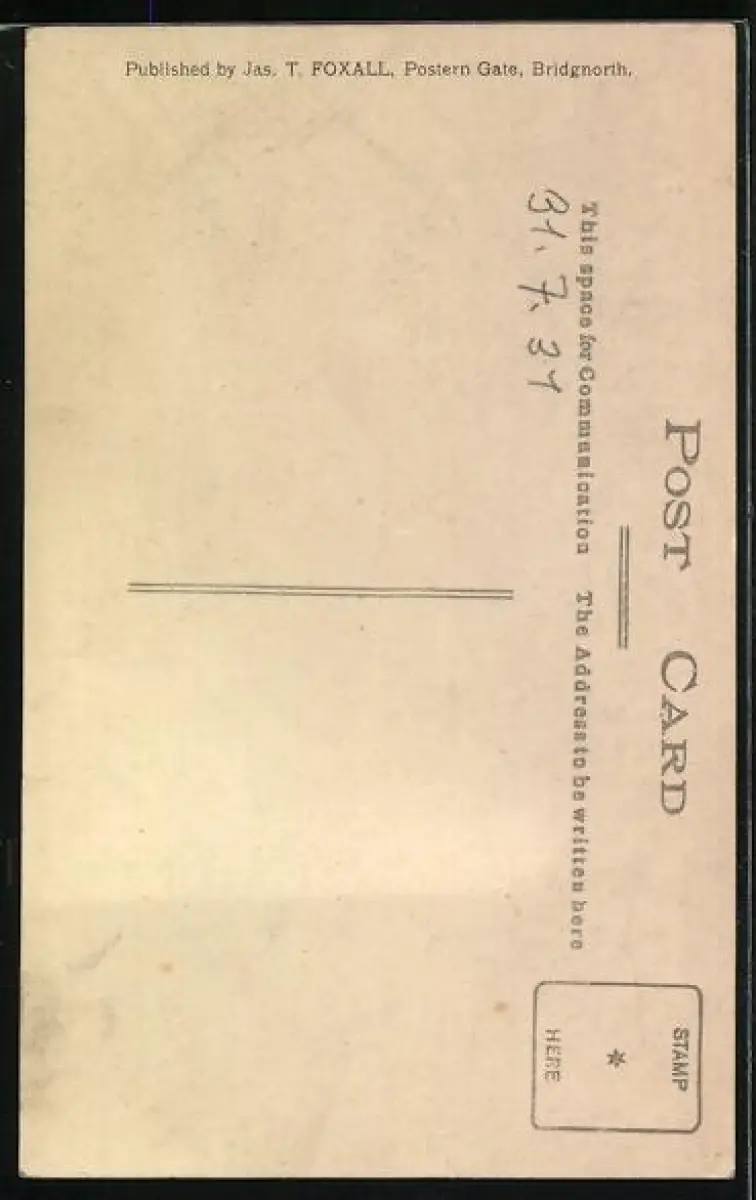 Published by Jas. T. FOXALL, Postern Gate, Bridgnorth.
POST CARD
This space for Communication The Address to be written here
31. 7. 31
STAMP
*
HERE